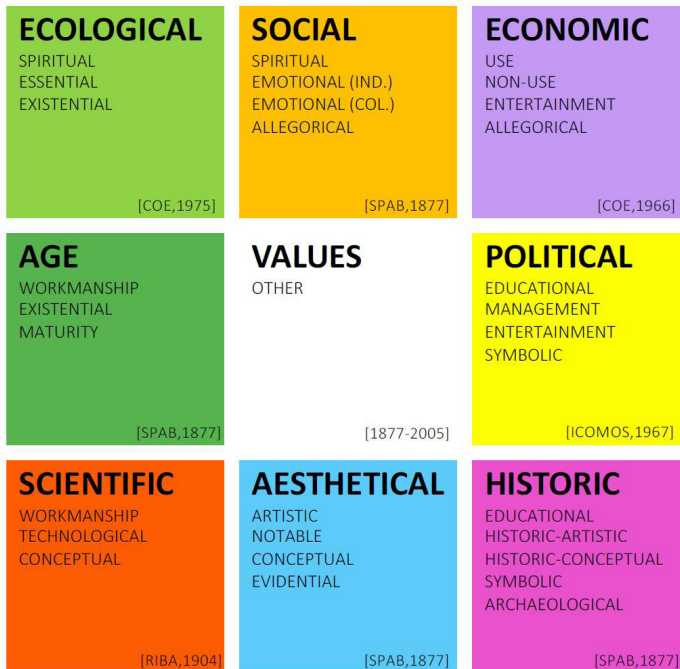 ECOLOGICAL
SPIRITUAL
ESSENTIAL
EXISTENTIAL
[COE,1975]
SOCIAL
SPIRITUAL
EMOTIONAL (IND.)
EMOTIONAL (COL.)
ALLEGORICAL
[SPAB,1877]
ECONOMIC
USE
NON-USE
ENTERTAINMENT
ALLEGORICAL
[COE,1966]
AGE
WORKMANSHIP
EXISTENTIAL
MATURITY
[SPAB,1877]
VALUES
OTHER
[1877-2005]
POLITICAL
EDUCATIONAL
MANAGEMENT
ENTERTAINMENT
SYMBOLIC
[ICOMOS,1967]
SCIENTIFIC
WORKMANSHIP
TECHNOLOGICAL
CONCEPTUAL
[RIBA,1904]
AESTHETICAL
ARTISTIC
NOTABLE
CONCEPTUAL
EVIDENTIAL
[SPAB,1877]
HISTORIC
EDUCATIONAL
HISTORIC-ARTISTIC
HISTORIC-CONCEPTUAL
SYMBOLIC
ARCHAEOLOGICAL
[SPAB,1877]